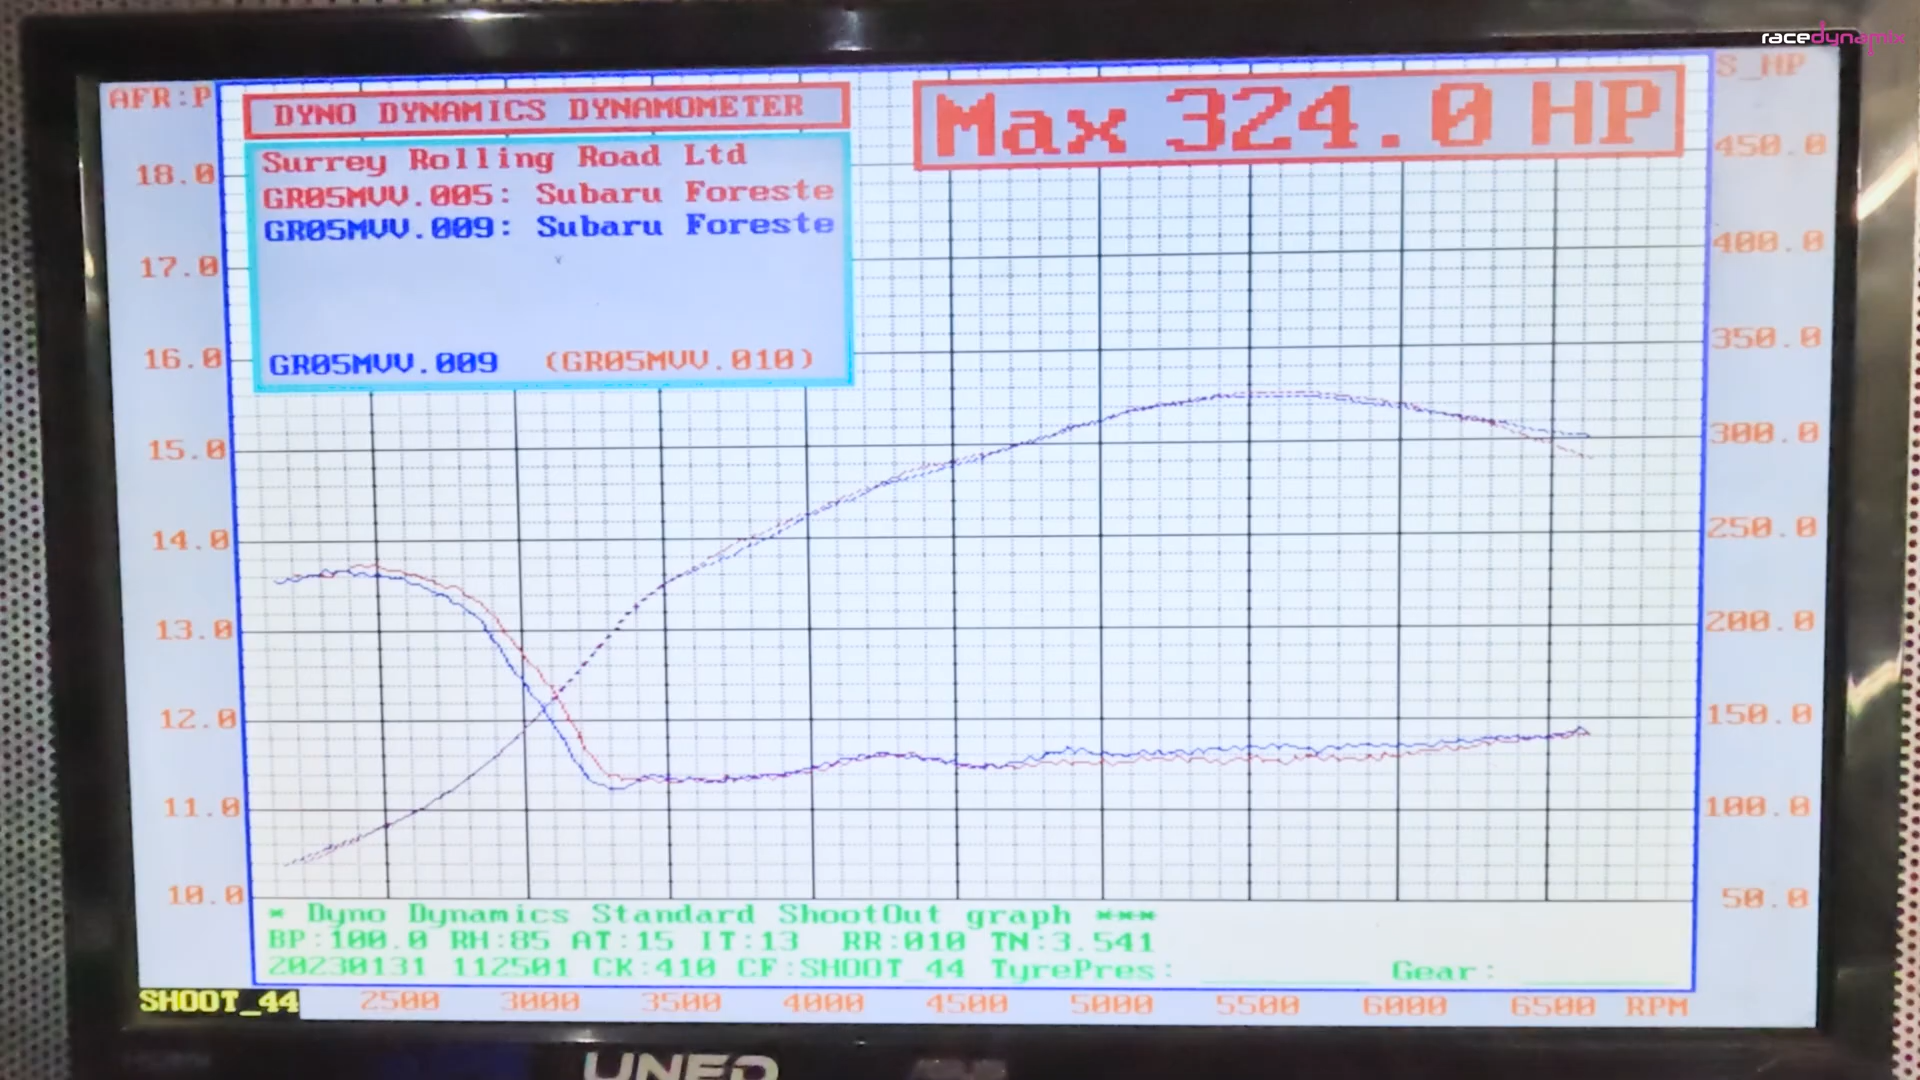 racedynamix
AFR:P
S_HP
DYNO DYNAMICS DYNAMOMETER
Max 324.0 HP
Surrey Rolling Road Ltd
GR05MVV.005: Subaru Foreste
GR05MVV.009: Subaru Foreste
GR05MVV.009 (GR05MVV.010)
18.0
17.0
16.0
15.0
14.0
13.0
12.0
11.0
10.0
450.0
400.0
350.0
300.0
250.0
200.0
150.0
100.0
50.0
* Dyno Dynamics Standard ShootOut graph ***
BP:100.0 RH:85 AT:15 IT:13 RR:010 TN:3.541
20230131 112501 CK:410 CF:SHOOT_44 TyrePres: ________ Gear: ________
SHOOT_44 2500 3000 3500 4000 4500 5000 5500 6000 6500 RPM